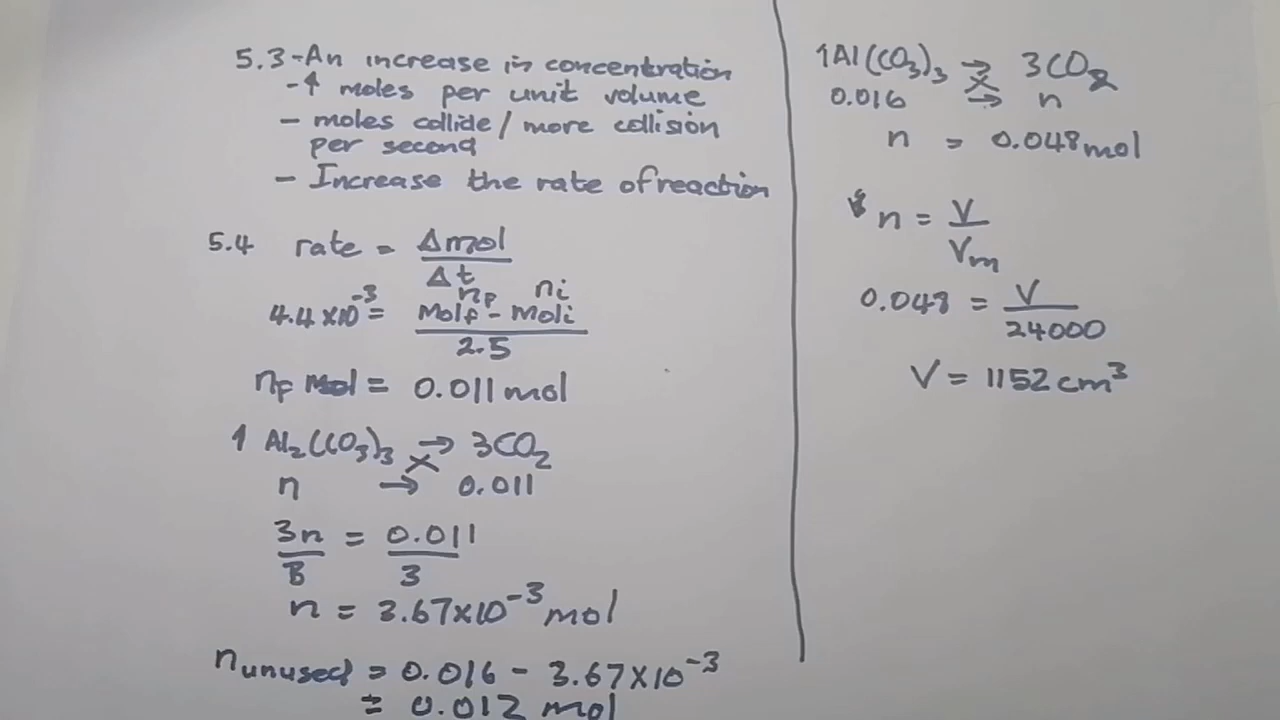 5.3-An increase in concentration
-↑ moles per unit volume
- moles collide / more collision
per second
- Increase the rate of reaction
5.4 rate = Δmol
Δt
nf ni
4.4 x10⁻³ = Molf - Moli
2.5
nf mol = 0.011 mol
1 Al₂(CO₃)₃ → 3CO₂
n → 0.011
3n = 0.011
3 3
n = 3.67x10⁻³ mol
nunused = 0.016 - 3.67x10⁻³
= 0.012 mol
1Al(CO₃)₃ → 3CO₂
0.016 → n
n = 0.048 mol
n = V
Vm
0.048 = V
24000
V = 1152 cm³